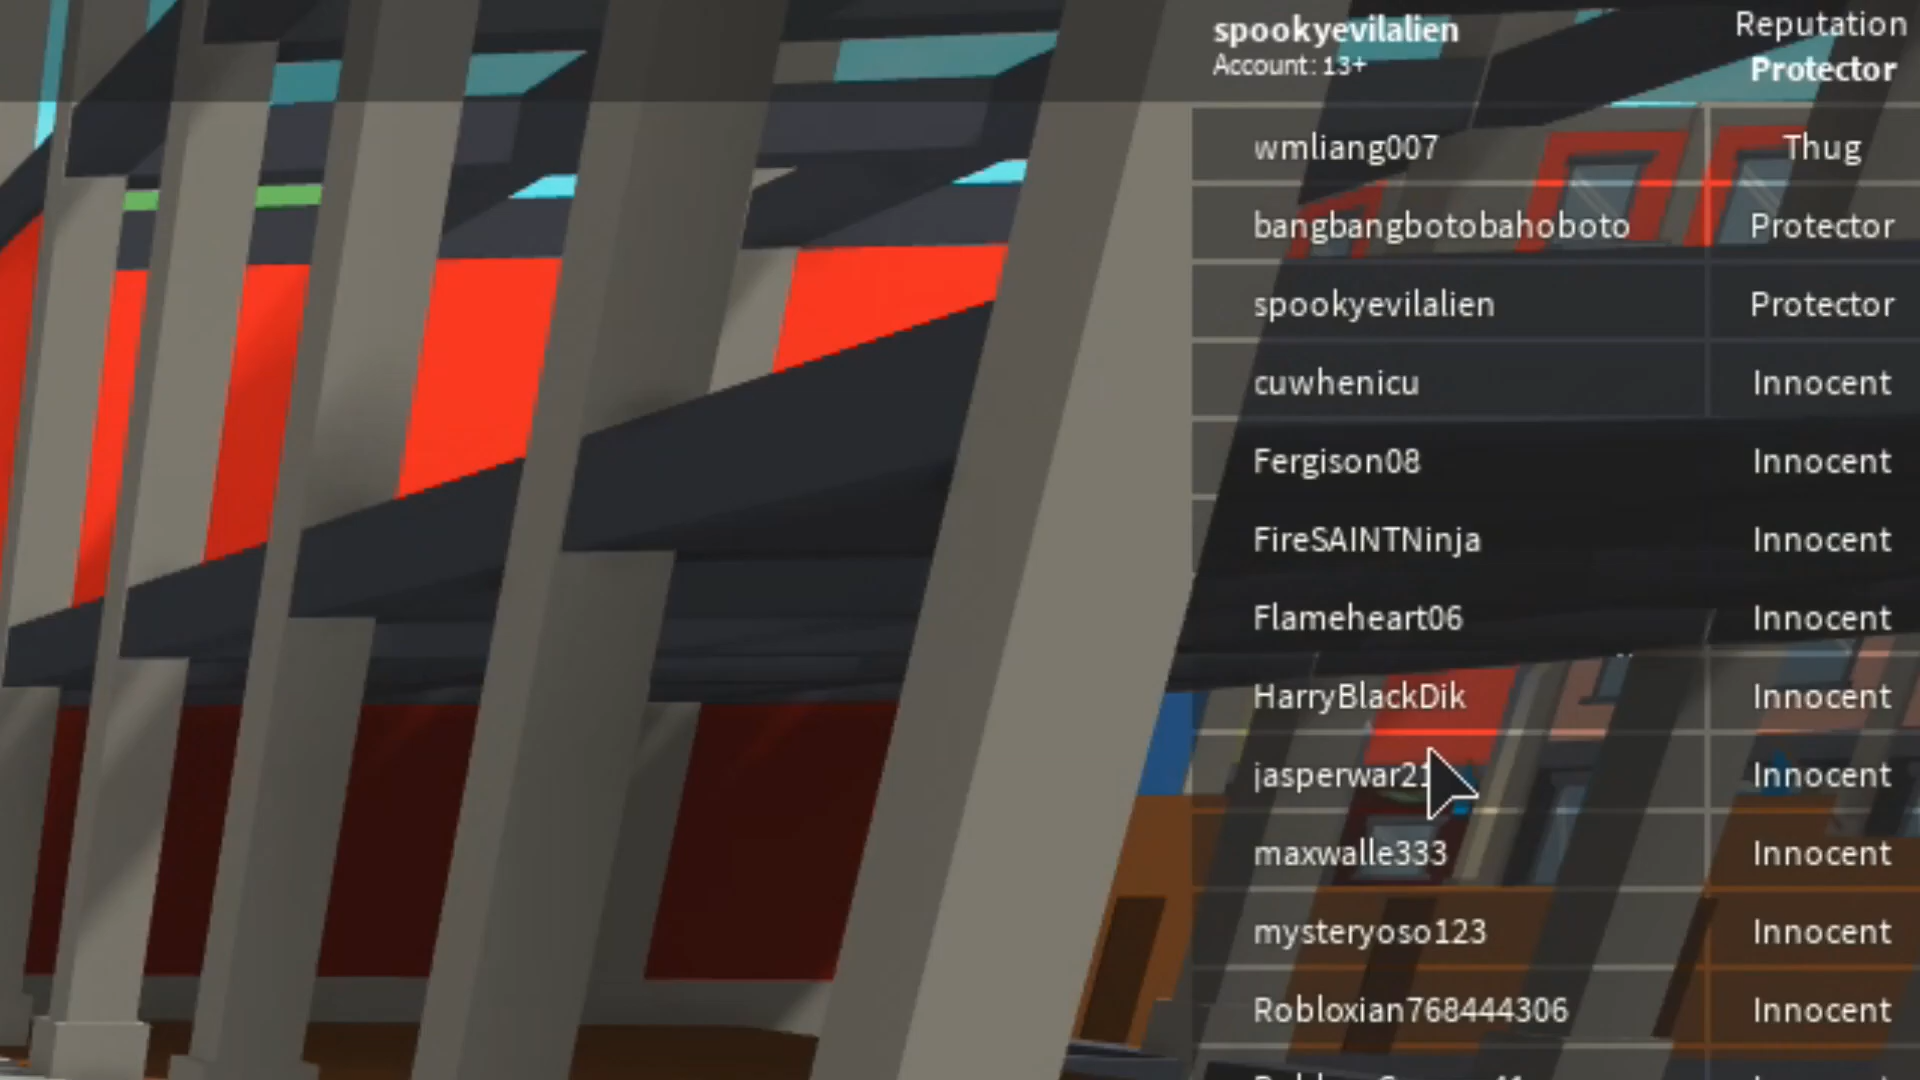 spookyevilalien Reputation
Account: 13+ Protector
wmliang007 Thug
bangbangbotobahoboto Protector
spookyevilalien Protector
cuwhenicu Innocent
Fergison08 Innocent
FireSAINTNinja Innocent
Flameheart06 Innocent
HarryBlackDik Innocent
jasperwar21 Innocent
maxwalle333 Innocent
mysteryoso123 Innocent
Robloxian768444306 Innocent